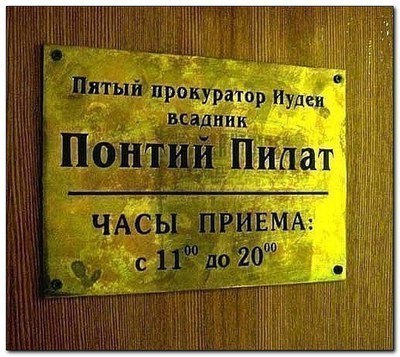 Пятый прокуратор Иудеи
всадник
Понтий Пилат
ЧАСЫ ПРИЕМА:
с 11⁰⁰ до 20⁰⁰